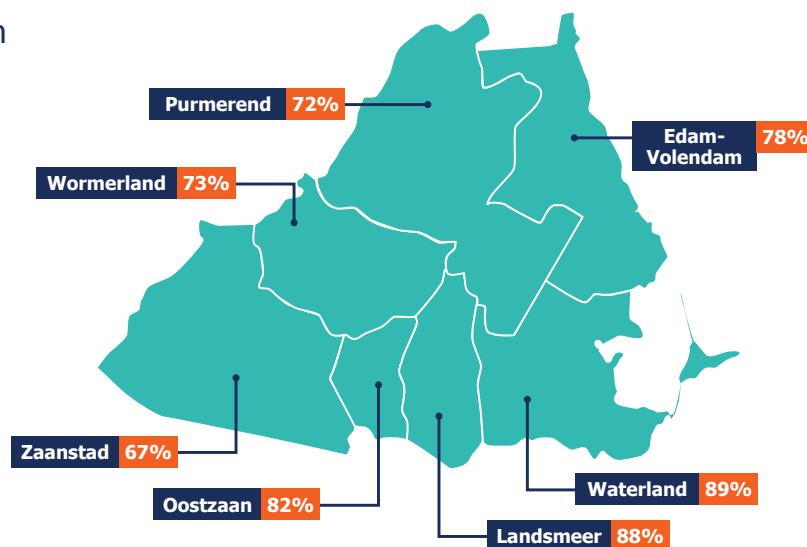 n
Purmerend 72%
Edam-
Volendam 78%
Wormerland 73%
Zaanstad 67%
Oostzaan 82%
Waterland 89%
Landsmeer 88%